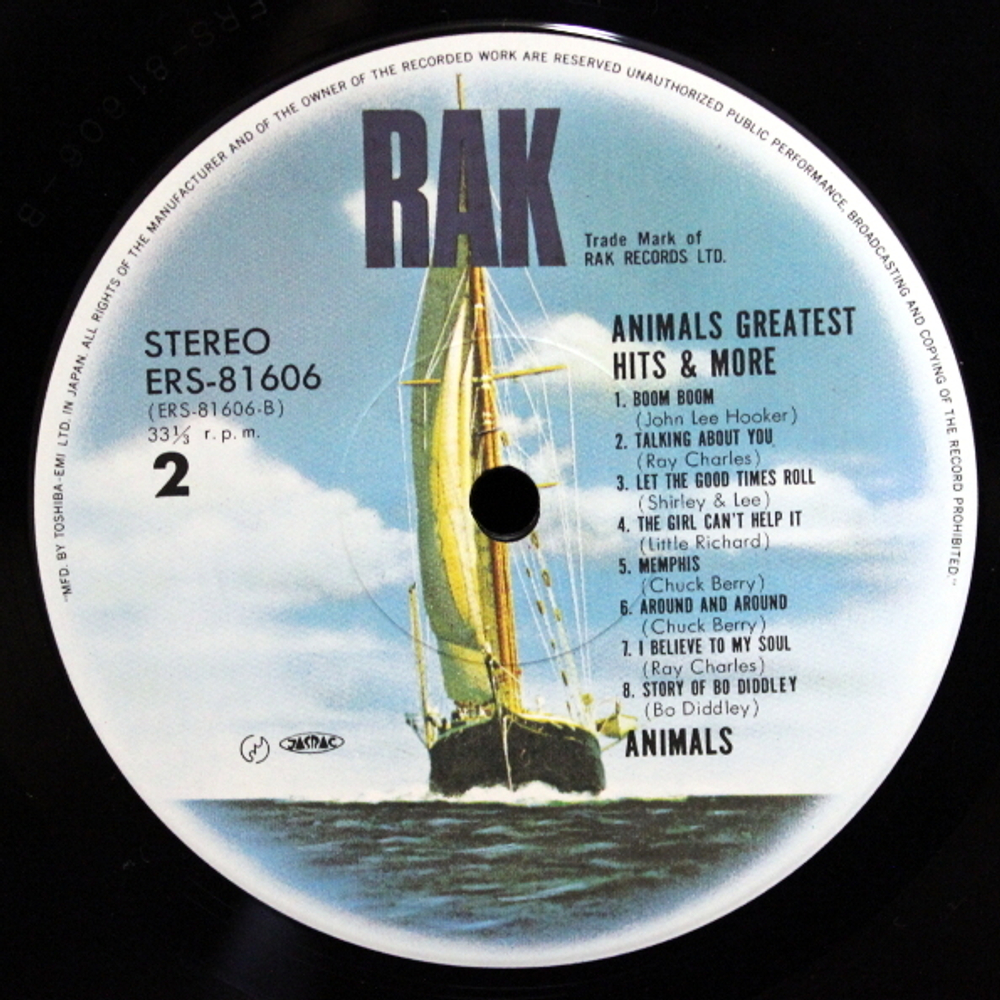 "MFD. BY TOSHIBA-EMI LTD. IN JAPAN. ALL RIGHTS OF THE MANUFACTURER AND OF THE OWNER OF THE RECORDED WORK ARE RESERVED UNAUTHORIZED PUBLIC PERFORMANCE, BROADCASTING AND COPYING OF THE RECORD PROHIBITED."
RAK
Trade Mark of
RAK RECORDS LTD.
STEREO
ERS-81606
(ERS-81606-B)
33⅓ r.p.m.
2
ANIMALS GREATEST
HITS & MORE
1. BOOM BOOM
(John Lee Hooker)
2. TALKING ABOUT YOU
(Ray Charles)
3. LET THE GOOD TIMES ROLL
(Shirley & Lee)
4. THE GIRL CAN'T HELP IT
(Little Richard)
5. MEMPHIS
(Chuck Berry)
6. AROUND AND AROUND
(Chuck Berry)
7. I BELIEVE TO MY SOUL
(Ray Charles)
8. STORY OF BO DIDDLEY
(Bo Diddley)
ANIMALS
JASRAC
ERS-81606-B